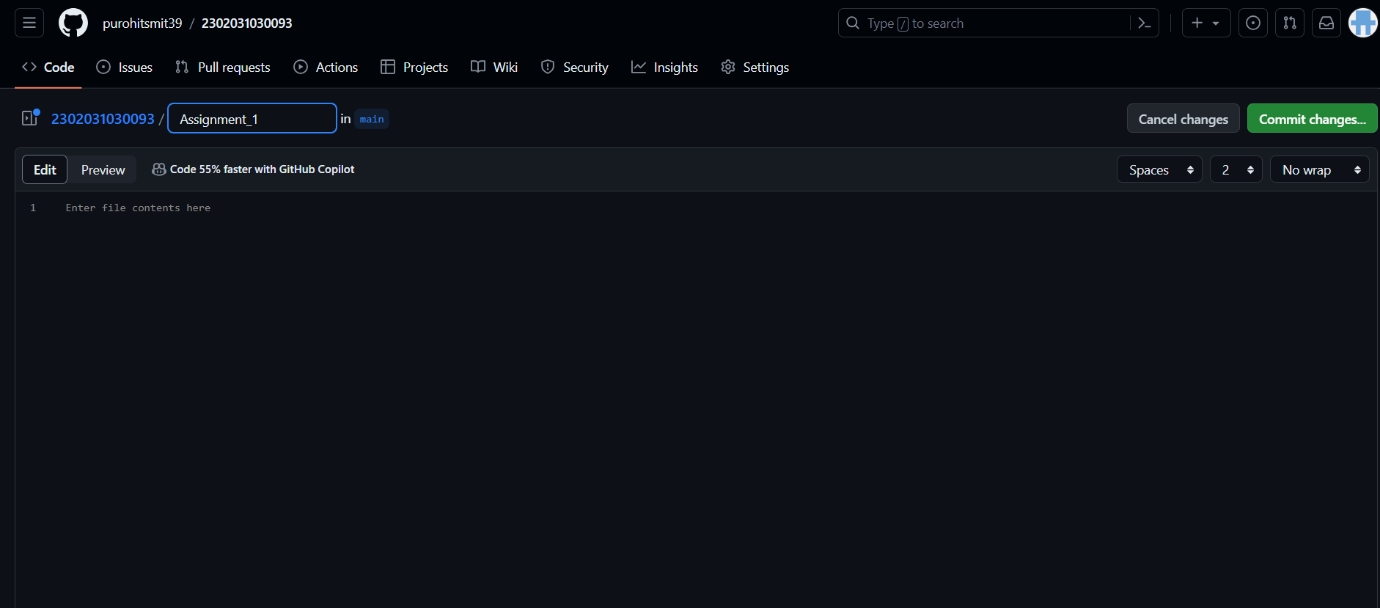 purohitsmit39 / 2302031030093 Type / to search
Code Issues Pull requests Actions Projects Wiki Security Insights Settings
2302031030093 / Assignment_1 in main Cancel changes Commit changes...
Edit Preview Code 55% faster with GitHub Copilot Spaces 2 No wrap
1 Enter file contents here